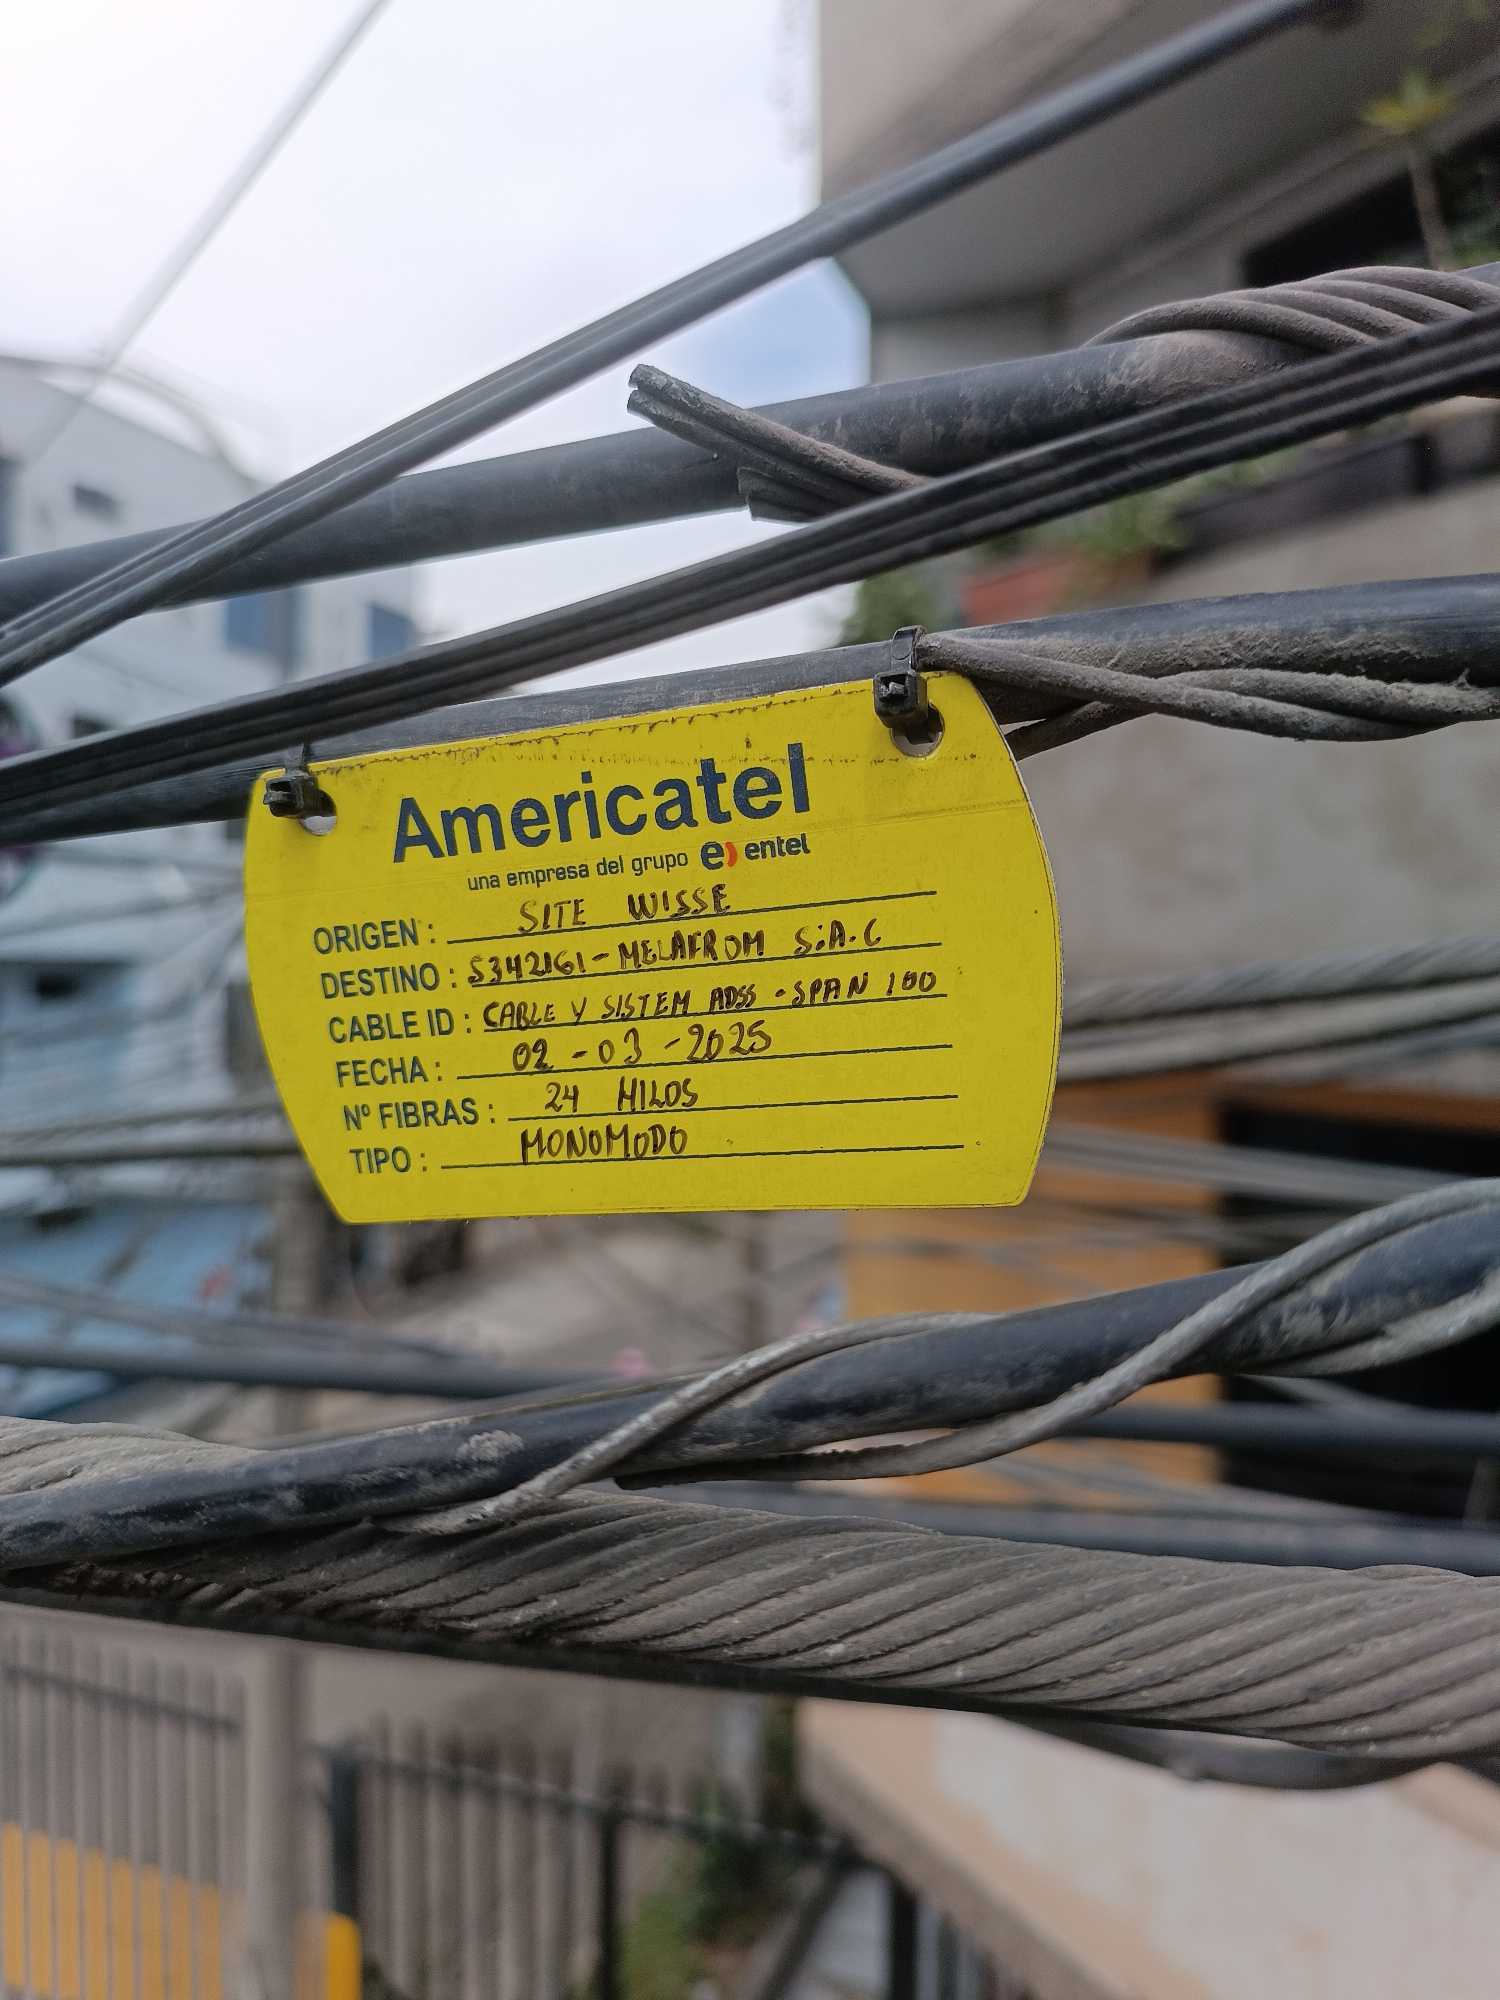 Americatel
una empresa del grupo entel
ORIGEN: SITE WISSE
DESTINO: S342161-MELAFROM S.A.C
CABLE ID: CABLE Y SISTEM ADSS - SPAN 100
FECHA: 02-03-2025
Nº FIBRAS: 24 HILOS
TIPO: MONOMODO